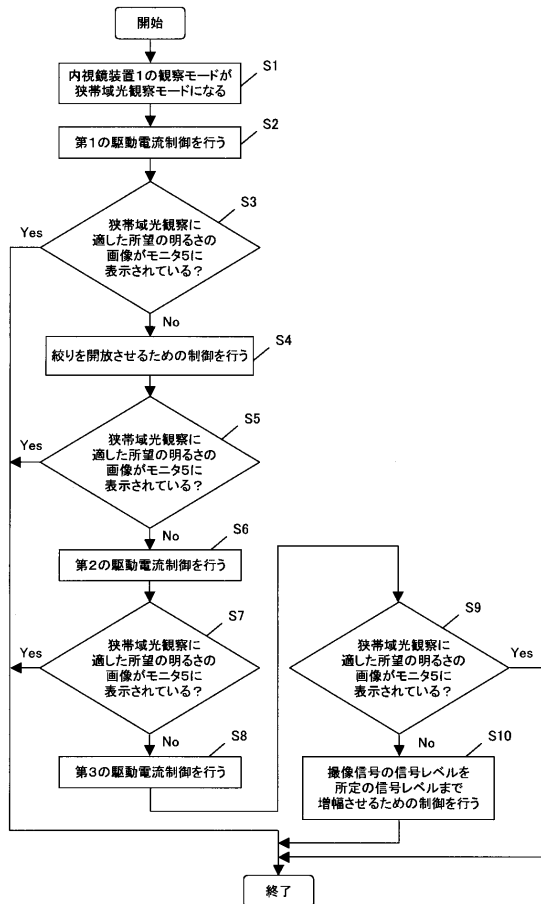 開始
S1
内視鏡装置1の観察モードが
狭帯域光観察モードになる
S2
第1の駆動電流制御を行う
S3
Yes
狭帯域光観察に
適した所望の明るさの
画像がモニタ5に
表示されている?
No
S4
絞りを開放させるための制御を行う
S5
Yes
狭帯域光観察に
適した所望の明るさの
画像がモニタ5に
表示されている?
No
S6
第2の駆動電流制御を行う
S7
Yes
狭帯域光観察に
適した所望の明るさの
画像がモニタ5に
表示されている?
No
S8
第3の駆動電流制御を行う
S9
狭帯域光観察に
適した所望の明るさの
画像がモニタ5に
表示されている?
Yes
No
S10
撮像信号の信号レベルを
所定の信号レベルまで
増幅させるための制御を行う
終了